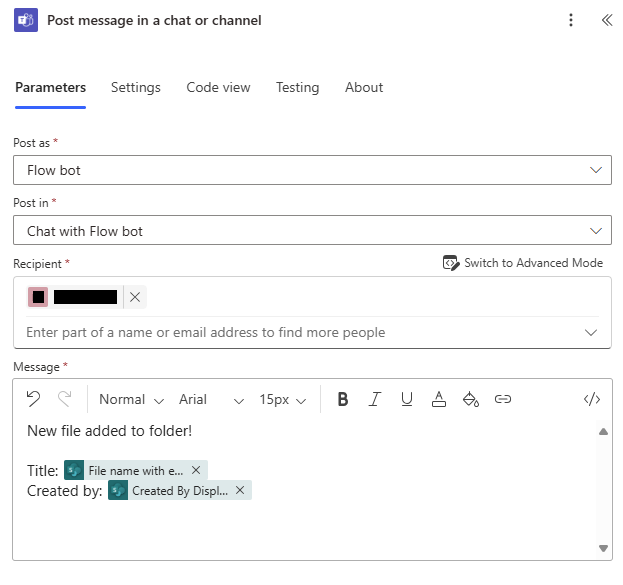 Post message in a chat or channel
Parameters Settings Code view Testing About
Post as *
Flow bot
Post in *
Chat with Flow bot
Recipient * Switch to Advanced Mode
Enter part of a name or email address to find more people
Message *
Normal Arial 15px B I U A </>
New file added to folder!
Title: File name with e...
Created by: Created By Displ...